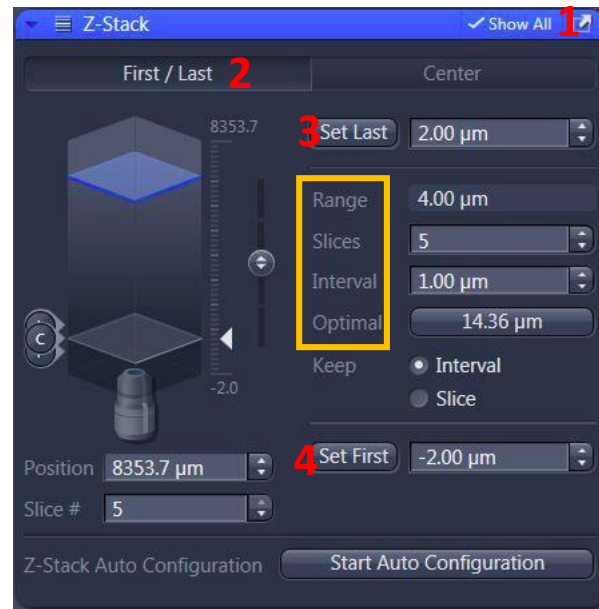 Z-Stack Show All 1
First / Last 2 Center
8353.7
3 Set Last 2.00 µm
Range 4.00 µm
Slices 5
Interval 1.00 µm
Optimal 14.36 µm
C
Keep Interval
-2.0
Slice
4 Set First -2.00 µm
Position 8353.7 µm
Slice # 5
Z-Stack Auto Configuration Start Auto Configuration